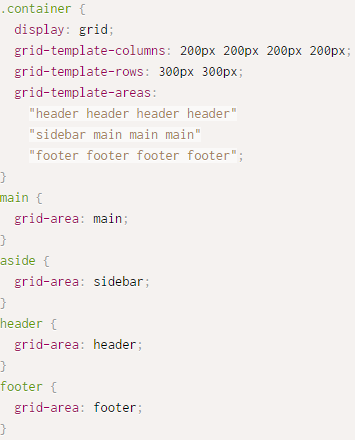 .container {
  display: grid;
  grid-template-columns: 200px 200px 200px 200px;
  grid-template-rows: 300px 300px;
  grid-template-areas:
    "header header header header"
    "sidebar main main main"
    "footer footer footer footer";
}
main {
  grid-area: main;
}
aside {
  grid-area: sidebar;
}
header {
  grid-area: header;
}
footer {
  grid-area: footer;
}